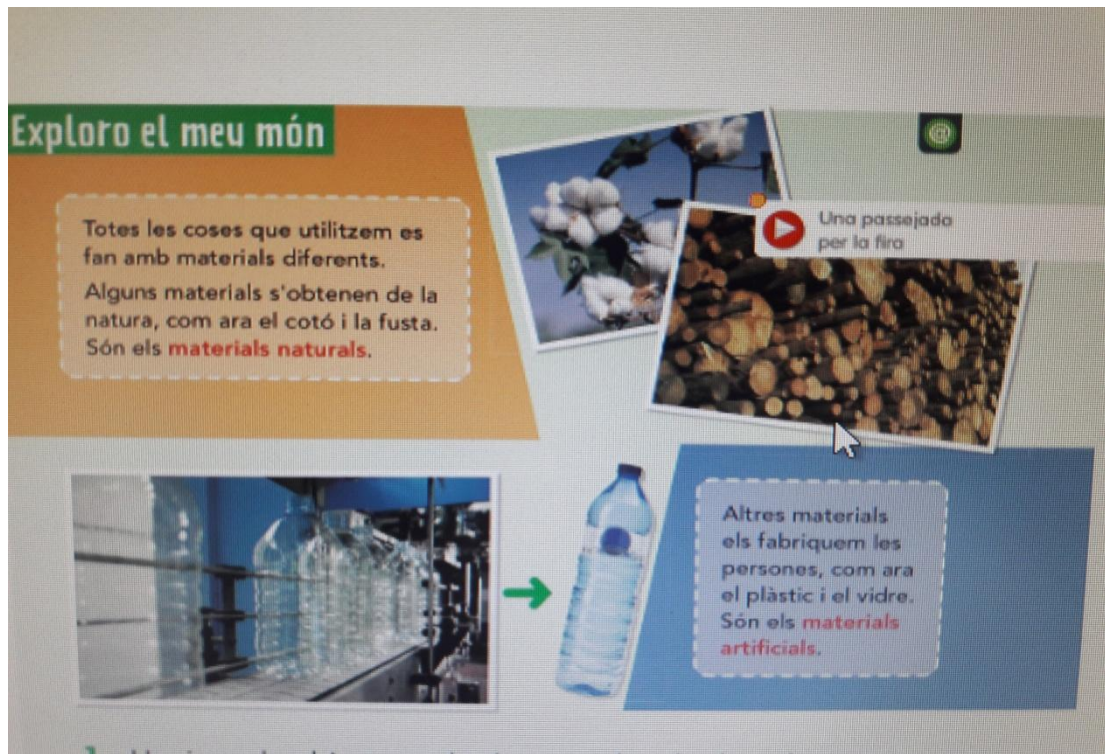 Exploro el meu món
Totes les coses que utilitzem es
fan amb materials diferents.
Alguns materials s'obtenen de la
natura, com ara el cotó i la fusta.
Són els materials naturals.
Una passejada
per la fira
Altres materials
els fabriquem les
persones, com ara
el plàstic i el vidre.
Són els materials
artificials.